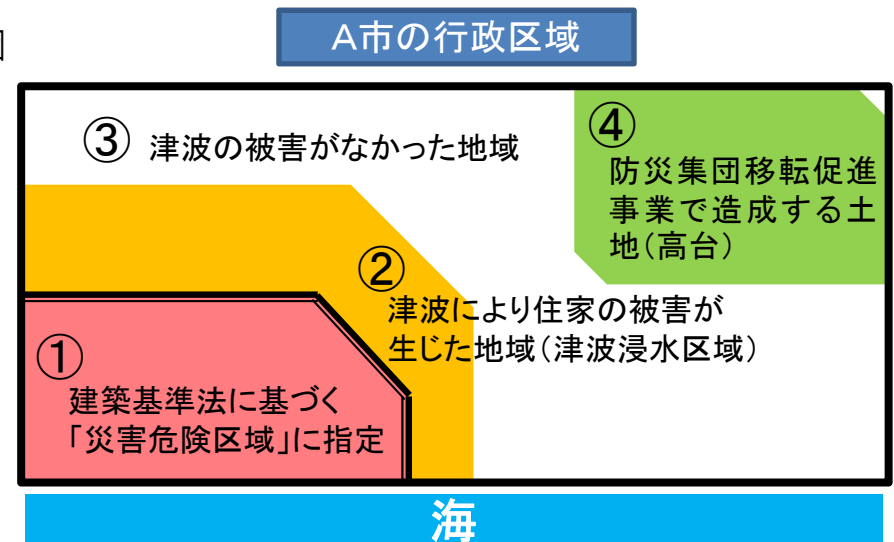 A市の行政区域
③ 津波の被害がなかった地域
④
防災集団移転促進
事業で造成する土
地(高台)
②
津波により住家の被害が
生じた地域(津波浸水区域)
①
建築基準法に基づく
「災害危険区域」に指定
海